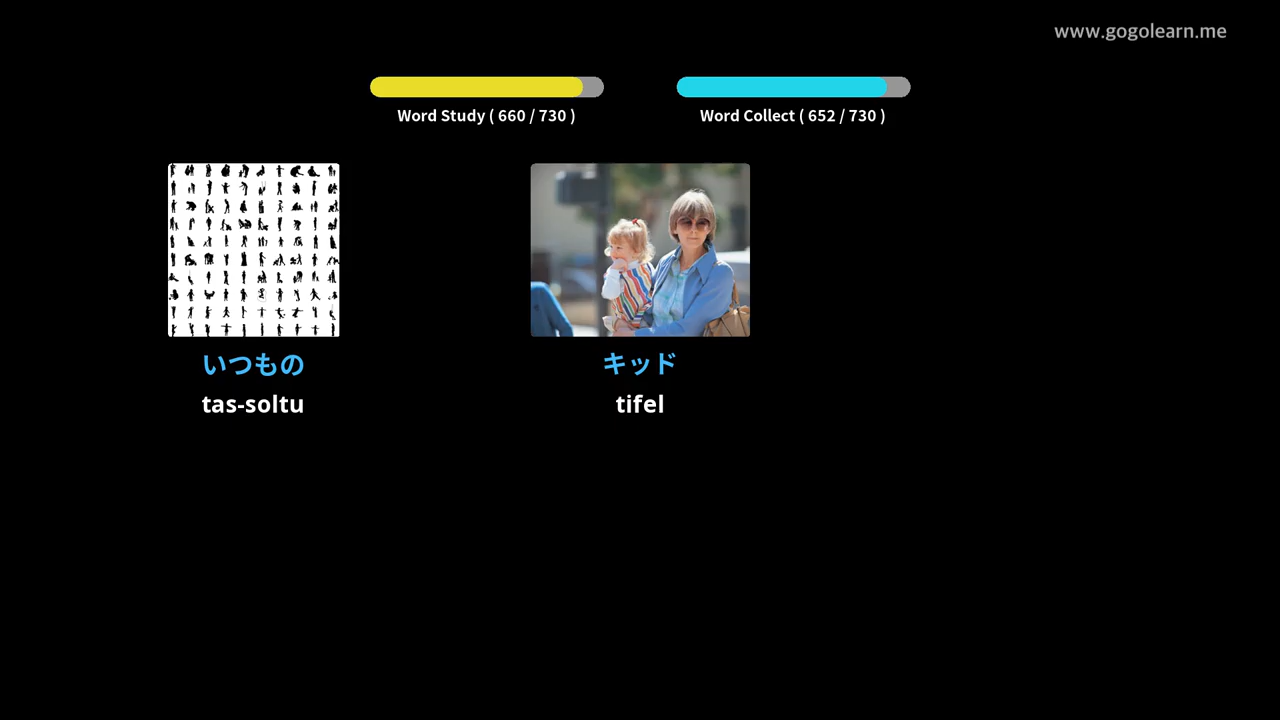 www.gogolearn.me
Word Study ( 660 / 730 )
Word Collect ( 652 / 730 )
いつもの
tas-soltu
キッド
tifel